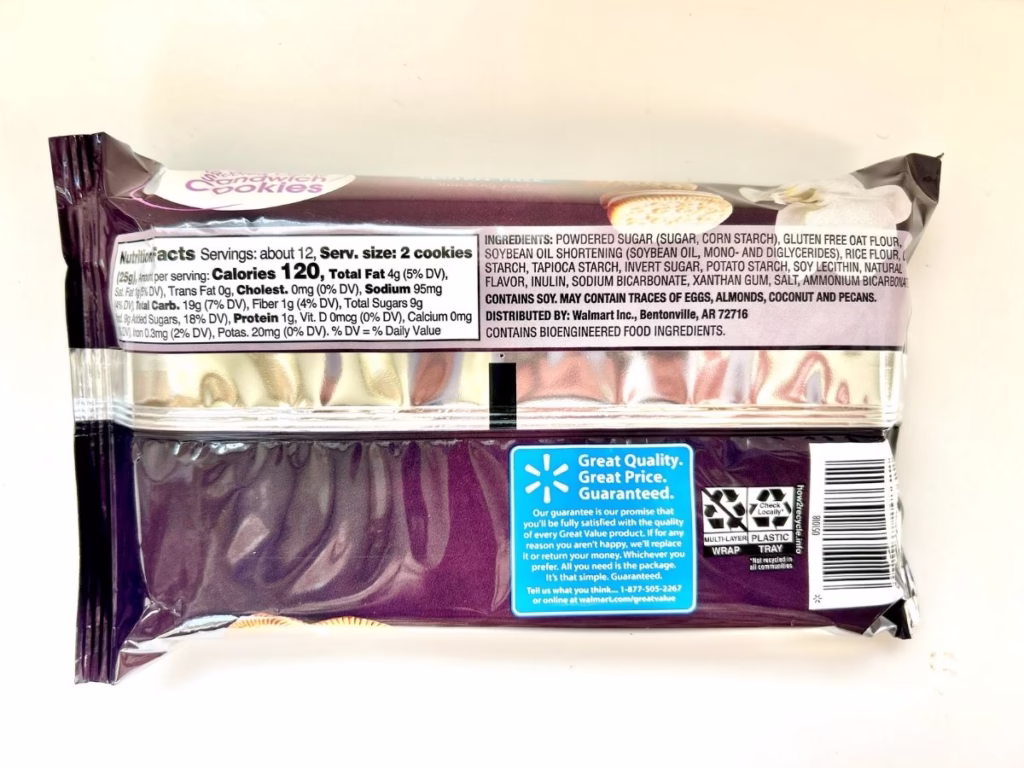 Sandwich
Cookies
Nutrition Facts Servings: about 12, Serv. size: 2 cookies
(25g), Amount per serving: Calories 120, Total Fat 4g (5% DV),
Sat. Fat 1g (5% DV), Trans Fat 0g, Cholest. 0mg (0% DV), Sodium 95mg
(4% DV), Total Carb. 19g (7% DV), Fiber 1g (4% DV), Total Sugars 9g
9g Added Sugars, 18% DV), Protein 1g, Vit. D 0mcg (0% DV), Calcium 0mg
DV), Iron 0.3mg (2% DV), Potas. 20mg (0% DV). % DV = % Daily Value
INGREDIENTS: POWDERED SUGAR (SUGAR, CORN STARCH), GLUTEN FREE OAT FLOUR,
SOYBEAN OIL SHORTENING (SOYBEAN OIL, MONO- AND DIGLYCERIDES), RICE FLOUR,
STARCH, TAPIOCA STARCH, INVERT SUGAR, POTATO STARCH, SOY LECITHIN, NATURAL
FLAVOR, INULIN, SODIUM BICARBONATE, XANTHAN GUM, SALT, AMMONIUM BICARBONAT
CONTAINS SOY. MAY CONTAIN TRACES OF EGGS, ALMONDS, COCONUT AND PECANS.
DISTRIBUTED BY: Walmart Inc., Bentonville, AR 72716
CONTAINS BIOENGINEERED FOOD INGREDIENTS.
Great Quality.
Great Price.
Guaranteed.
Our guarantee is our promise that
you'll be fully satisfied with the quality
of every Great Value product. If for any
reason you aren't happy, we'll replace
it or return your money. Whichever you
prefer. All you need is the package.
It's that simple. Guaranteed.
Tell us what you think... 1-877-505-2267
or online at walmart.com/greatvalue
Check
Locally*
MULTI-LAYER
WRAP
PLASTIC
TRAY
*Not recycled in
all communities
how2recycle.info